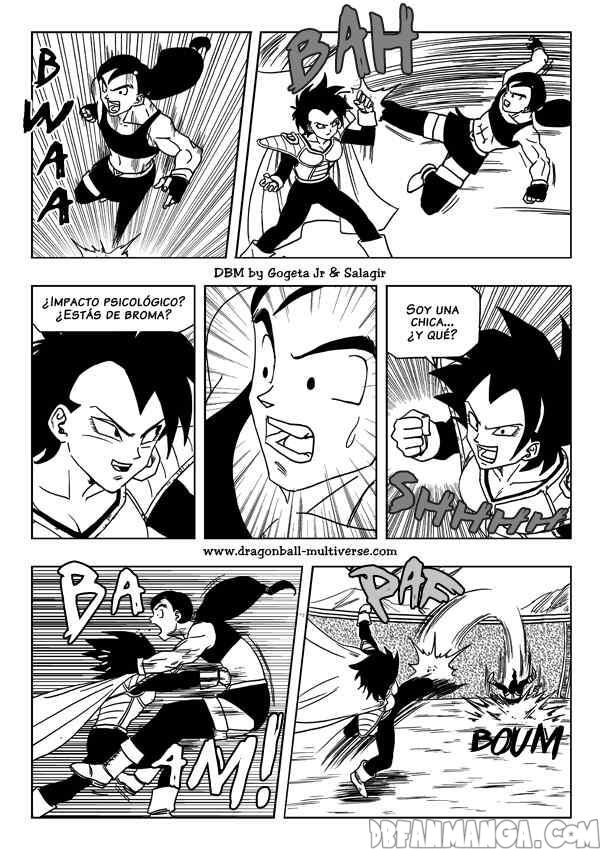 BWAA
BAH
DBM by Gogeta Jr & Salagir
¿IMPACTO PSICOLÓGICO?
¿ESTÁS DE BROMA?
SOY UNA
CHICA...
¿Y QUÉ?
SHHHHH
www.dragonball-multiverse.com
BA
AM!
PAF
BOUM
DBFANMANGA.COM